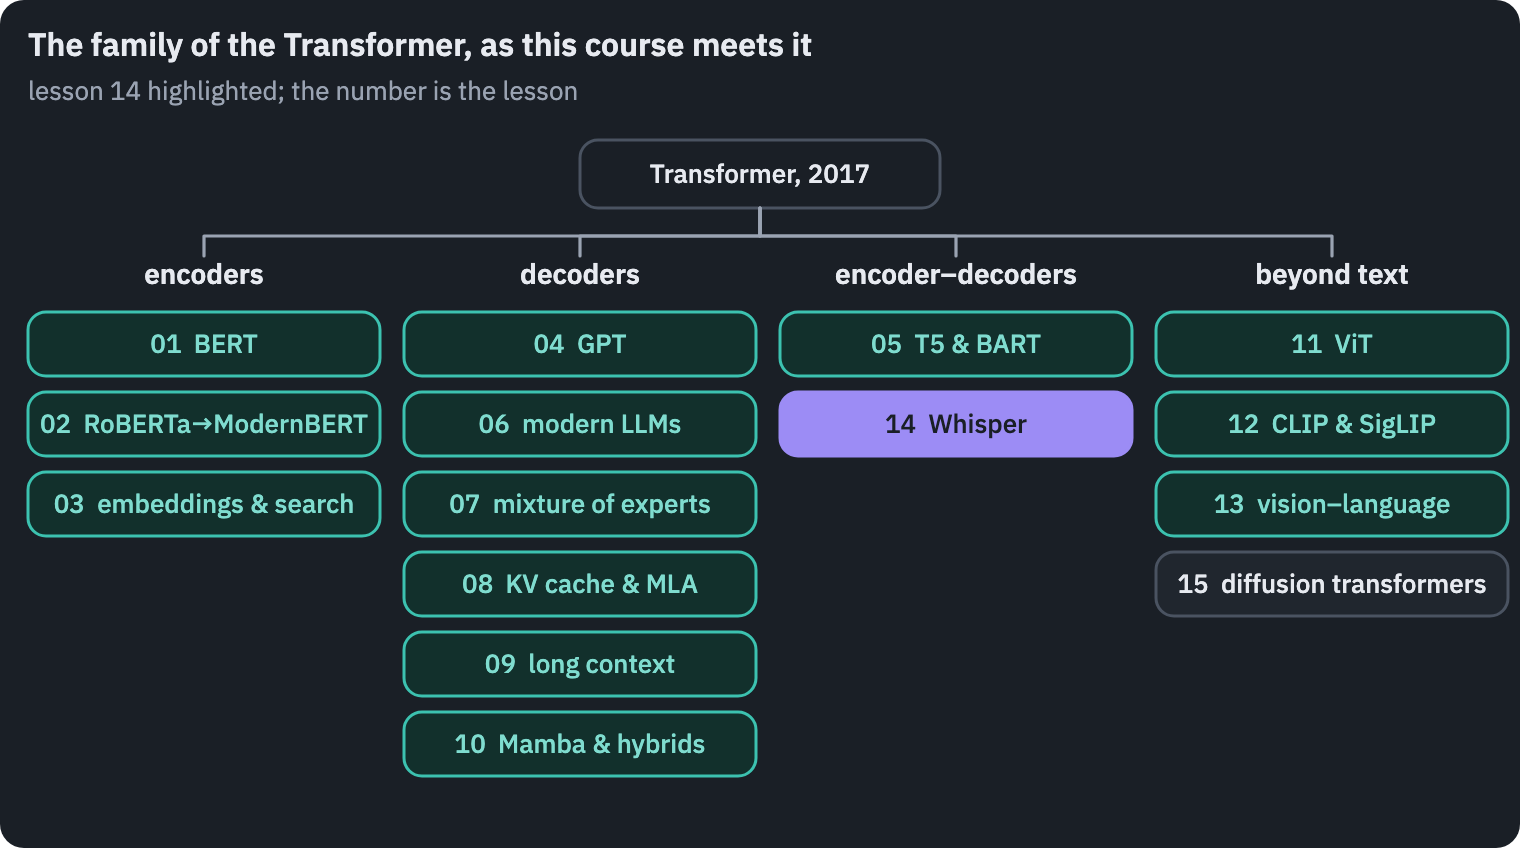 The family of the Transformer, as this course meets it
lesson 14 highlighted; the number is the lesson
Transformer, 2017
encoders
01 BERT
02 RoBERTa→ModernBERT
03 embeddings & search
decoders
04 GPT
06 modern LLMs
07 mixture of experts
08 KV cache & MLA
09 long context
10 Mamba & hybrids
encoder–decoders
05 T5 & BART
14 Whisper
beyond text
11 ViT
12 CLIP & SigLIP
13 vision–language
15 diffusion transformers